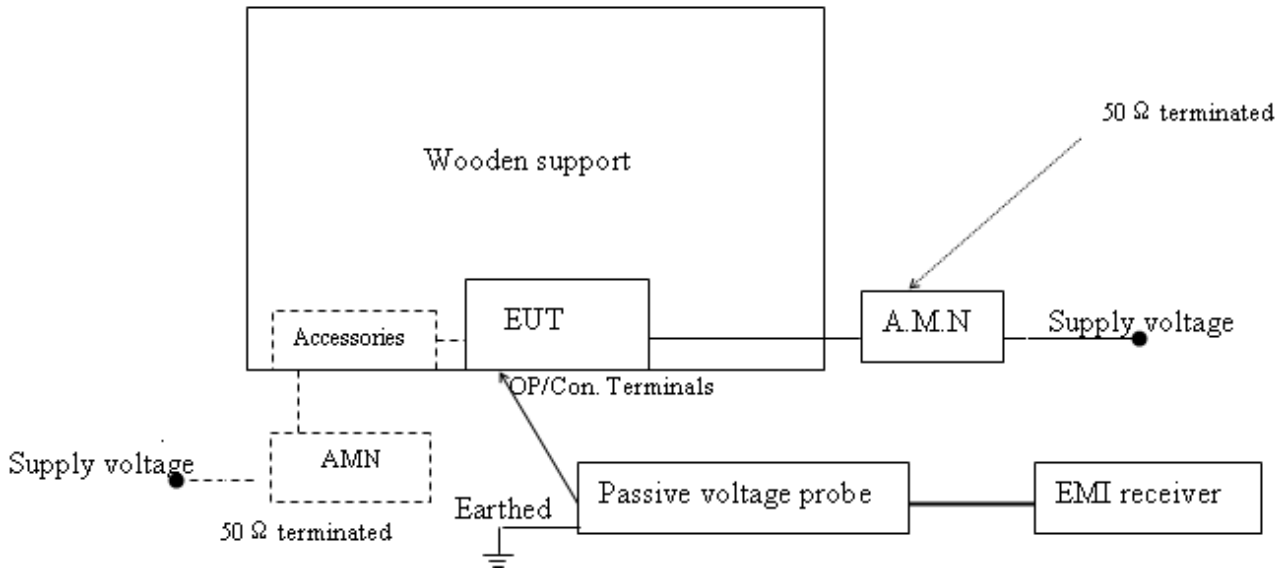 50 Ω terminated
Wooden support
EUT
A.M.N
Supply voltage
Accessories
OP/Con. Terminals
AMN
Supply voltage
Passive voltage probe
EMI receiver
Earthed
50 Ω terminated